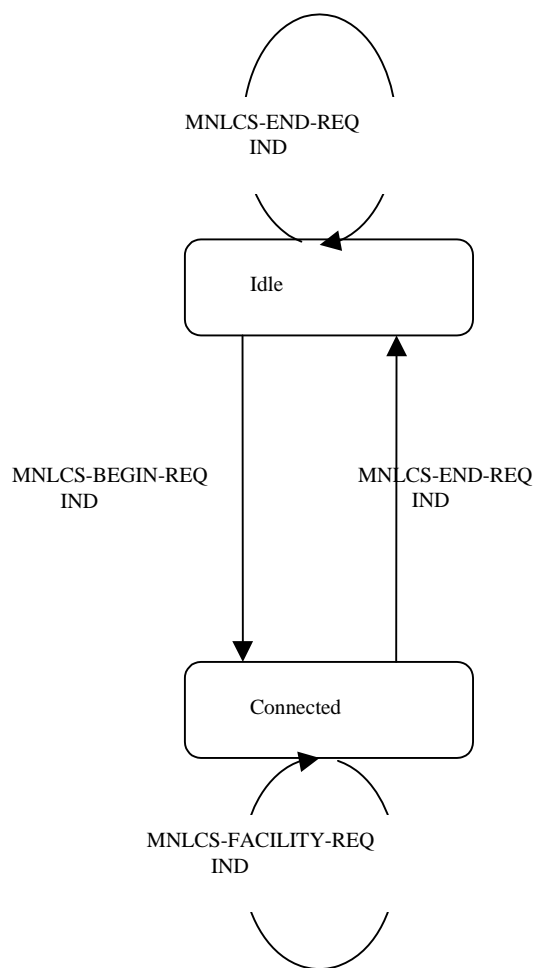 MNLCS-END-REQ
IND
Idle
MNLCS-BEGIN-REQ
IND
MNLCS-END-REQ
IND
Connected
MNLCS-FACILITY-REQ
IND